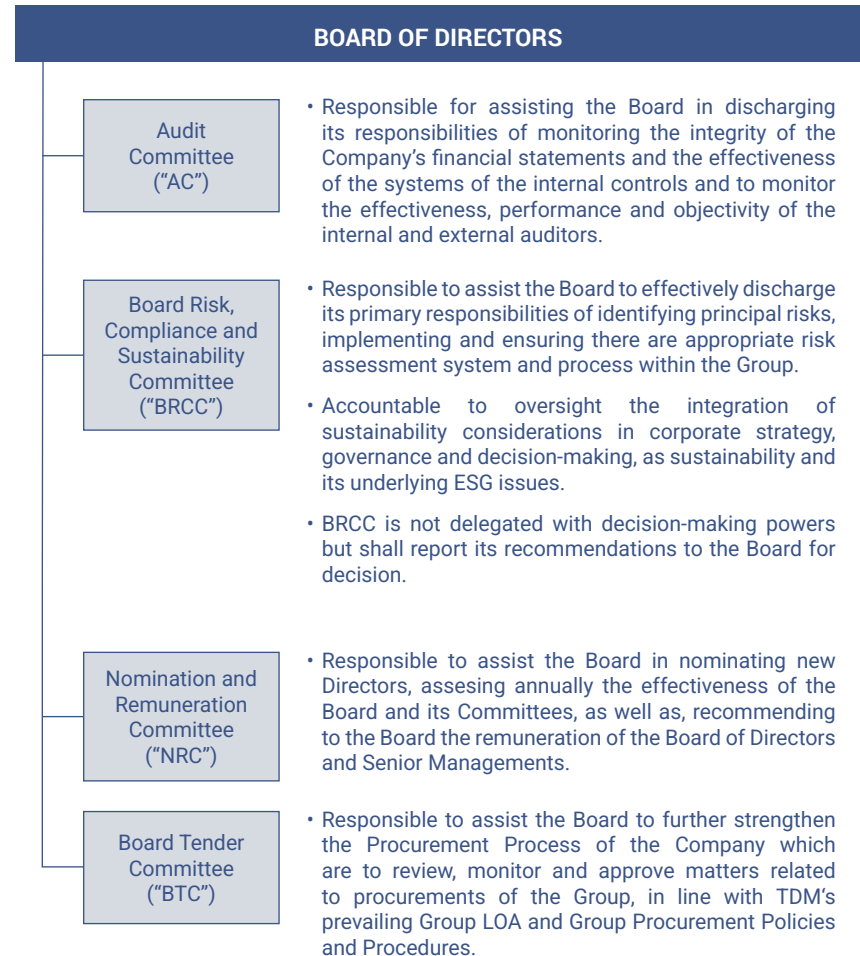 BOARD OF DIRECTORS
Audit
Committee
(“AC”)
• Responsible for assisting the Board in discharging
its responsibilities of monitoring the integrity of the
Company’s financial statements and the effectiveness
of the systems of the internal controls and to monitor
the effectiveness, performance and objectivity of the
internal and external auditors.
Board Risk,
Compliance and
Sustainability
Committee
(“BRCC”)
• Responsible to assist the Board to effectively discharge
its primary responsibilities of identifying principal risks,
implementing and ensuring there are appropriate risk
assessment system and process within the Group.
• Accountable to oversight the integration of
sustainability considerations in corporate strategy,
governance and decision-making, as sustainability and
its underlying ESG issues.
• BRCC is not delegated with decision-making powers
but shall report its recommendations to the Board for
decision.
Nomination and
Remuneration
Committee
(“NRC”)
• Responsible to assist the Board in nominating new
Directors, assesing annually the effectiveness of the
Board and its Committees, as well as, recommending
to the Board the remuneration of the Board of Directors
and Senior Managements.
Board Tender
Committee
(“BTC”)
• Responsible to assist the Board to further strengthen
the Procurement Process of the Company which
are to review, monitor and approve matters related
to procurements of the Group, in line with TDM‘s
prevailing Group LOA and Group Procurement Policies
and Procedures.